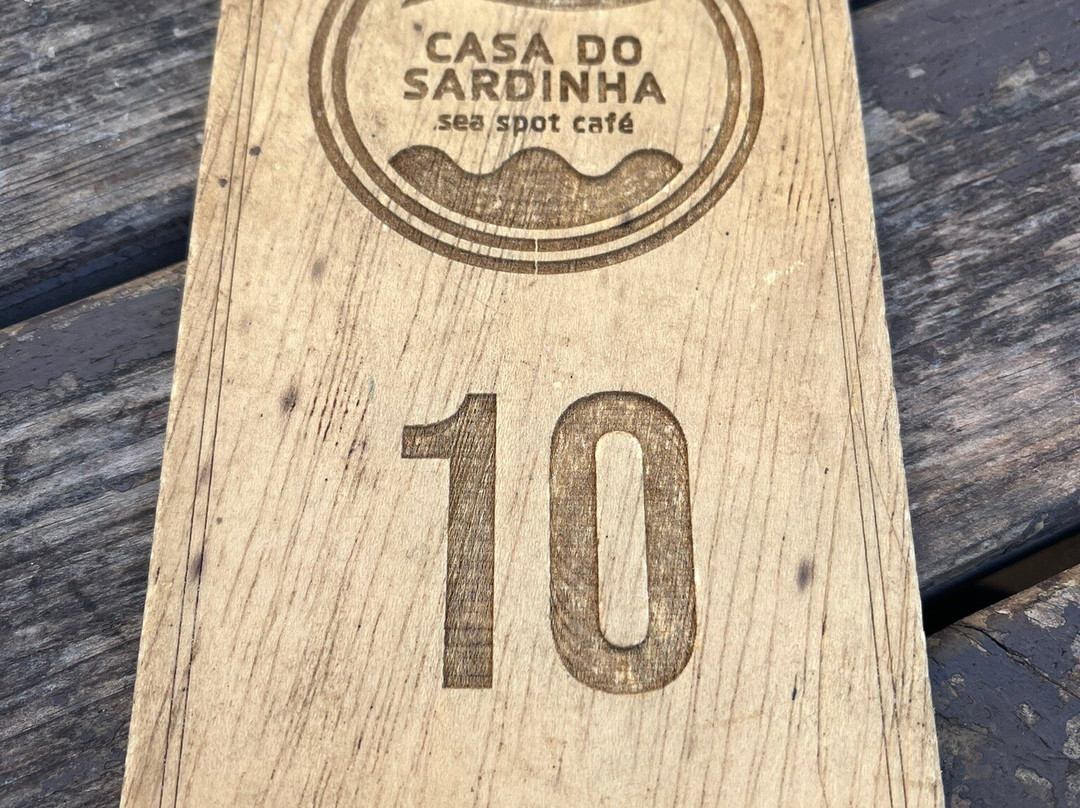 CASA DO
SARDINHA
sea spot café
10